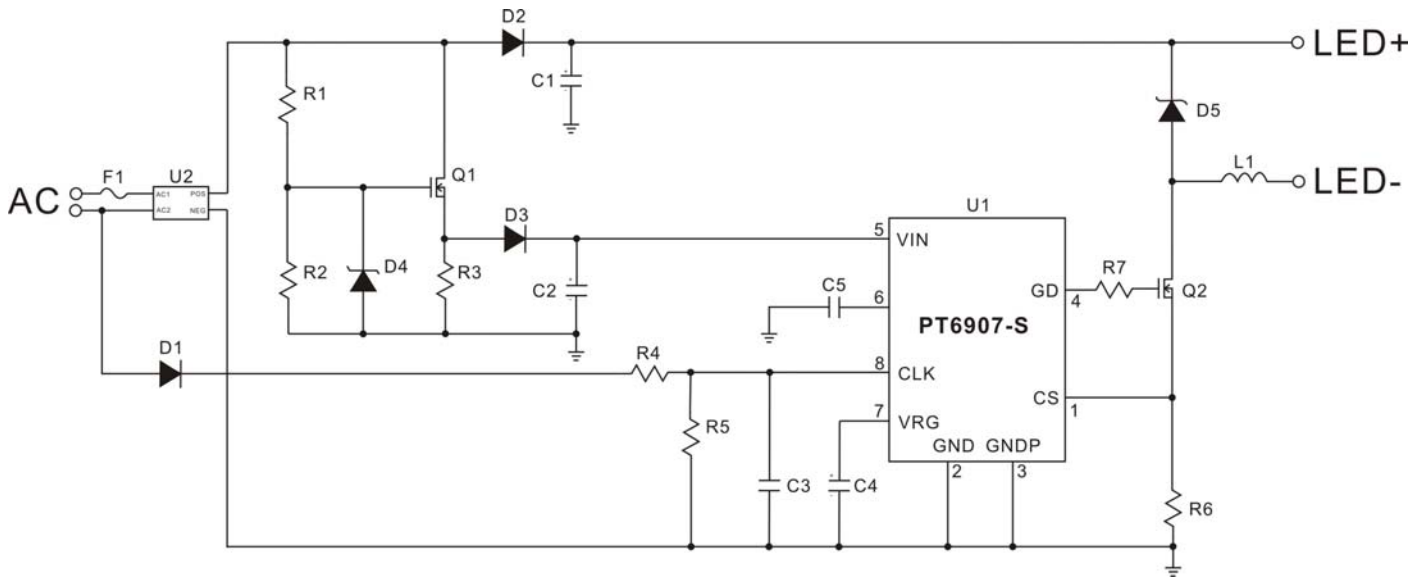 D2
LED+
R1
C1
D5
F1
U2
Q1
L1
AC
AC1
POS
LED-
AC2
NEG
D3
U1
5
VIN
R2
D4
R3
C2
C5
6
GD
R7
4
Q2
PT6907-S
D1
R4
8
CLK
CS
1
7
VRG
R5
GND
GNDP
2
3
C3
C4
R6